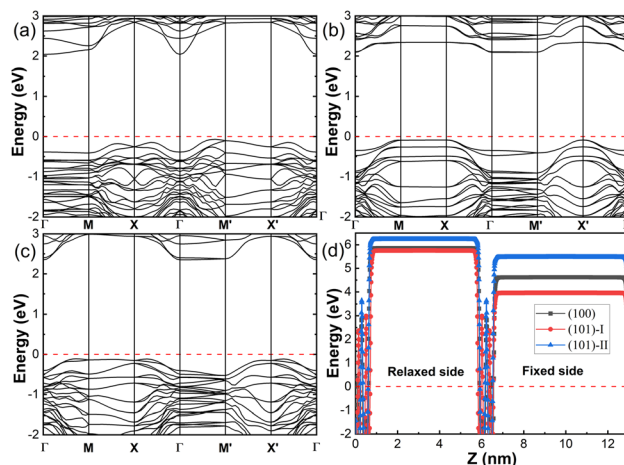 (a)
Energy (eV)
3
2
1
0
-1
-2
Γ M X Γ M' X' Γ
(b)
Energy (eV)
3
2
1
0
-1
-2
M X Γ M' X'
(c)
Energy (eV)
3
2
1
0
-1
-2
Γ M X Γ M' X' Γ
(d)
Energy (eV)
6
5
4
3
2
1
0
-1
-2
(100)
(101)-I
(101)-II
Relaxed side Fixed side
0 2 4 6 8 10 12
Z (nm)